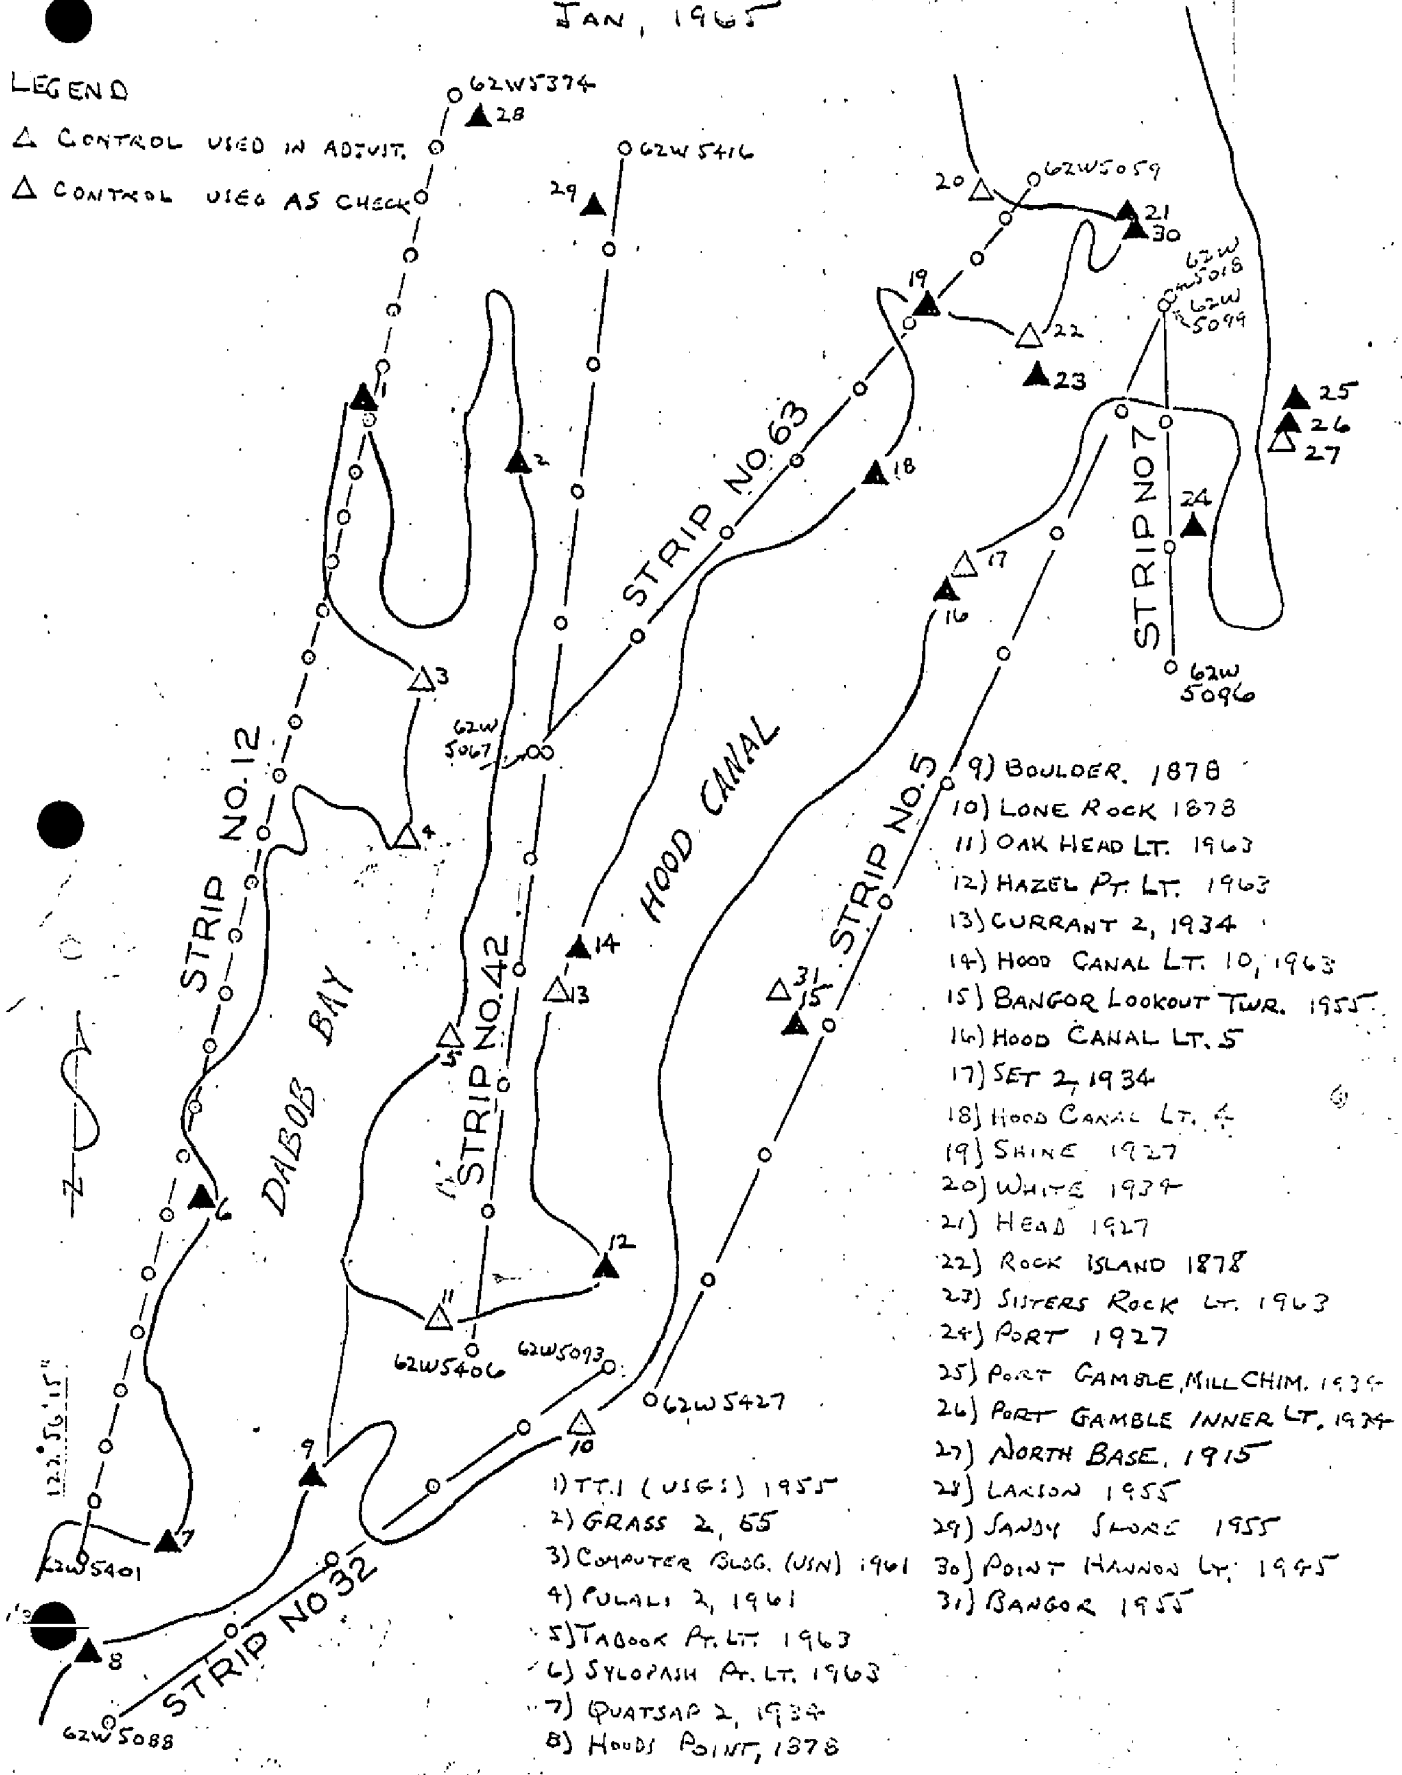 JAN, 1965
LEGEND
△ CONTROL USED IN ADJUST.
△ CONTROL USED AS CHECK
62W5374
28
62W5416
29
20
62W5059
21
30
62W
5018
62W
5099
19
22
23
25
26
27
1
2
18
24
17
16
3
4
STRIP NO. 63
STRIP NO 7
62W
5096
62W
5067
STRIP
NO. 12
HOOD CANAL
STRIP NO. 5
14
13
31
15
5
STRIP NO. 42
DABOB BAY
6
12
11
62W5406
62W5093
62W5427
10
122°56'15"
9
7
62W5401
8
STRIP NO 32
62W5088
N
1) TT.1 (USGS) 1955
2) GRASS 2, 55
3) COMPUTER BLDG. (USN) 1961
4) PULALI 2, 1961
5) TABOOK PT. LT. 1963
6) SYLOPASH PT. LT. 1963
7) QUATSAP 2, 1934
8) HOODS POINT, 1878
9) BOULDER. 1878
10) LONE ROCK 1878
11) OAK HEAD LT. 1963
12) HAZEL PT. LT. 1963
13) CURRANT 2, 1934
14) HOOD CANAL LT. 10, 1963
15) BANGOR LOOKOUT TWR. 1955
16) HOOD CANAL LT. 5
17) SET 2, 1934
18) HOOD CANAL LT. 4
19) SHINE 1927
20) WHITE 1934
21) HEAD 1927
22) ROCK ISLAND 1878
23) SISTERS ROCK LT. 1963
24) PORT 1927
25) PORT GAMBLE, MILL CHIM. 1934
26) PORT GAMBLE INNER LT. 1934
27) NORTH BASE, 1915
28) LARSON 1955
29) SANDY SHORE 1955
30) POINT HANNON LT. 1945
31) BANGOR 1955